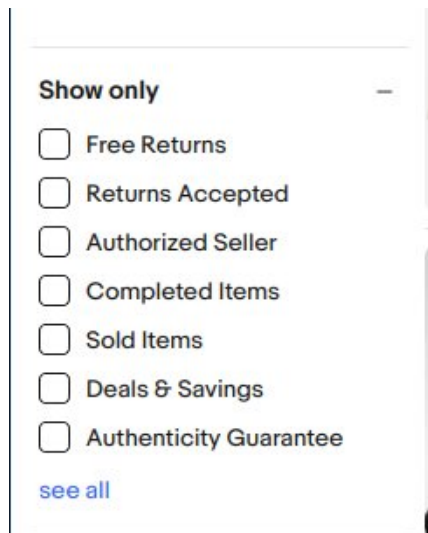 Show only
Free Returns
Returns Accepted
Authorized Seller
Completed Items
Sold Items
Deals & Savings
Authenticity Guarantee
see all